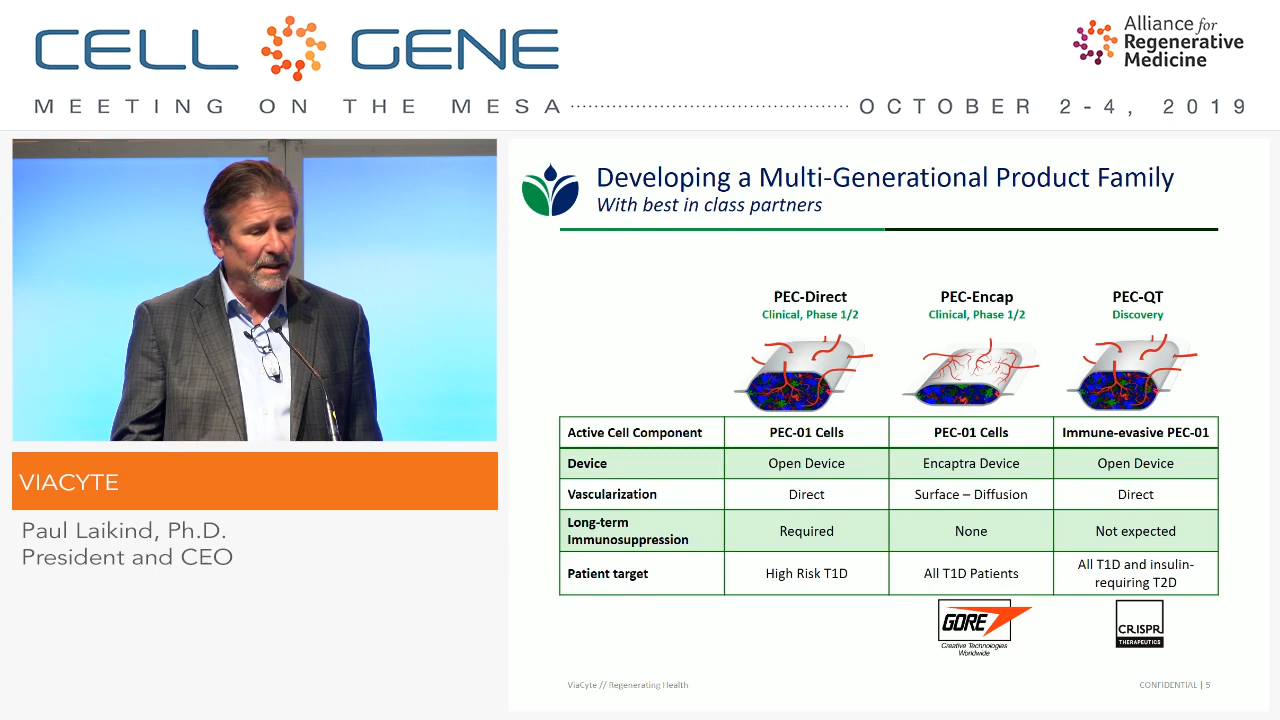 CELL GENE
Alliance for
Regenerative
Medicine
MEETING ON THE MESA OCTOBER 2-4, 2019
Developing a Multi-Generational Product Family
With best in class partners
PEC-Direct PEC-Encap PEC-QT
Clinical, Phase 1/2 Clinical, Phase 1/2 Discovery
Active Cell Component PEC-01 Cells PEC-01 Cells Immune-evasive PEC-01
Device Open Device Encaptra Device Open Device
Vascularization Direct Surface – Diffusion Direct
Long-term
Immunosuppression Required None Not expected
Patient target High Risk T1D All T1D Patients All T1D and insulin-
requiring T2D
GORE
Creative Technologies
Worldwide
CRISPR
THERAPEUTICS
ViaCyte // Regenerating Health CONFIDENTIAL | 5
VIACYTE
Paul Laikind, Ph.D.
President and CEO